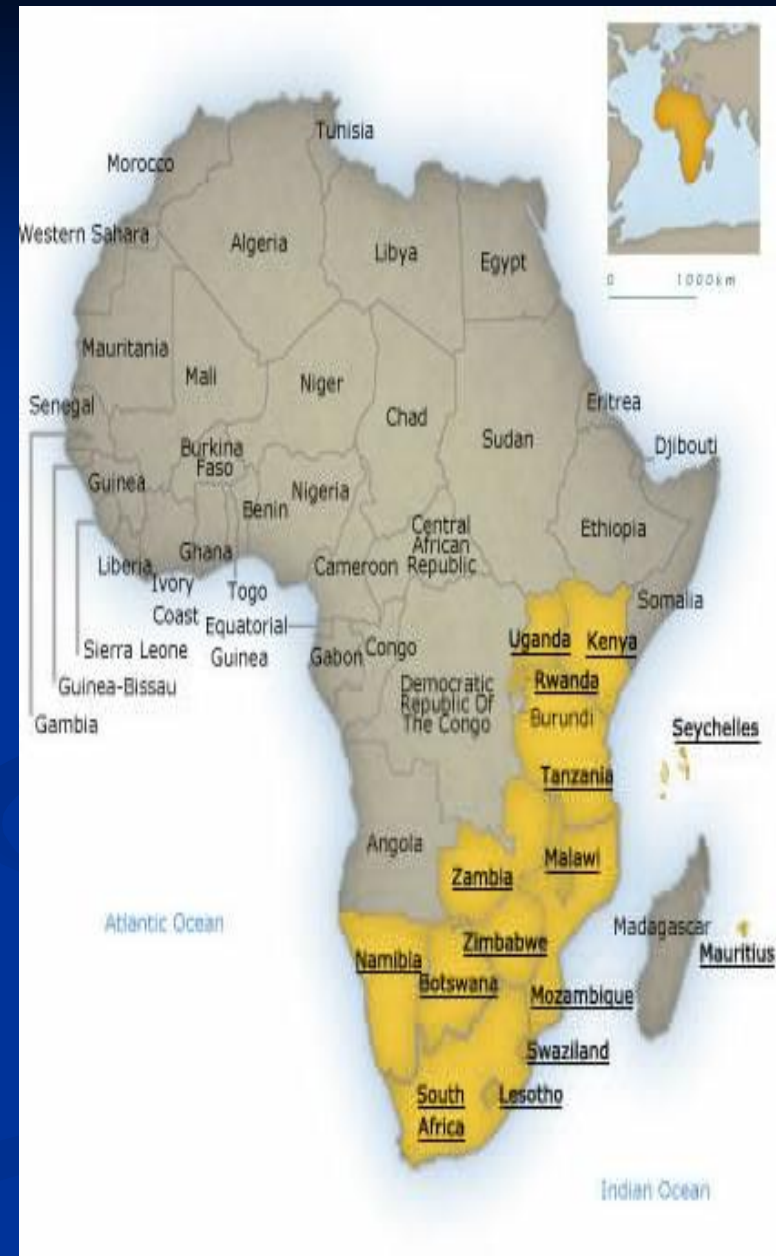 Tunisia
Morocco
Western Sahara
Algeria
Libya
Egypt
0 1000km
Mauritania
Mali
Niger
Chad
Sudan
Eritrea
Senegal
Djibouti
Burkina
Faso
Guinea
Nigeria
Benin
Ethiopia
Central
African
Republic
Ghana
Liberia
Cameroon
Ivory
Coast
Togo
Somalia
Equatorial
Guinea
Sierra Leone
Gabon
Congo
Uganda
Kenya
Guinea-Bissau
Rwanda
Democratic
Republic Of
The Congo
Burundi
Gambia
Seychelles
Tanzania
Angola
Malawi
Zambia
Atlantic Ocean
Madagascar
Zimbabwe
Mauritius
Namibia
Botswana
Mozambique
Swaziland
South
Africa
Lesotho
Indian Ocean